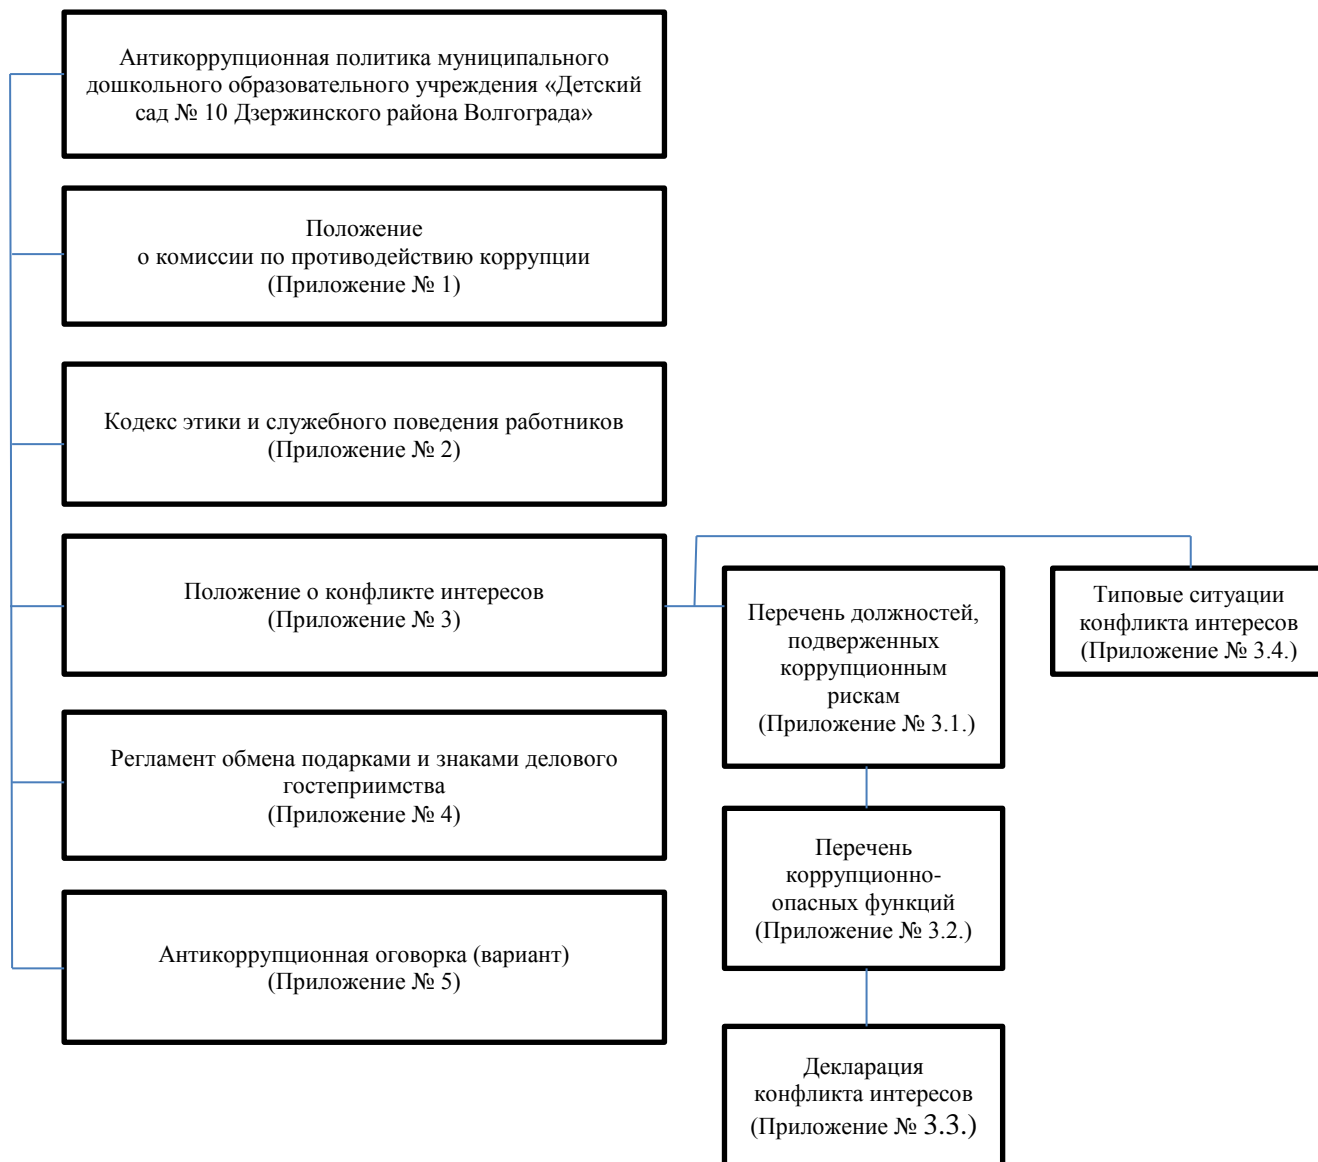 Антикоррупционная политика муниципального
дошкольного образовательного учреждения «Детский
сад № 10 Дзержинского района Волгограда»
Положение
о комиссии по противодействию коррупции
(Приложение № 1)
Кодекс этики и служебного поведения работников
(Приложение № 2)
Положение о конфликте интересов
(Приложение № 3)
Перечень должностей,
подверженных
коррупционным
рискам
(Приложение № 3.1.)
Типовые ситуации
конфликта интересов
(Приложение № 3.4.)
Регламент обмена подарками и знаками делового
гостеприимства
(Приложение № 4)
Перечень
коррупционно-
опасных функций
(Приложение № 3.2.)
Антикоррупционная оговорка (вариант)
(Приложение № 5)
Декларация
конфликта интересов
(Приложение № 3.3.)